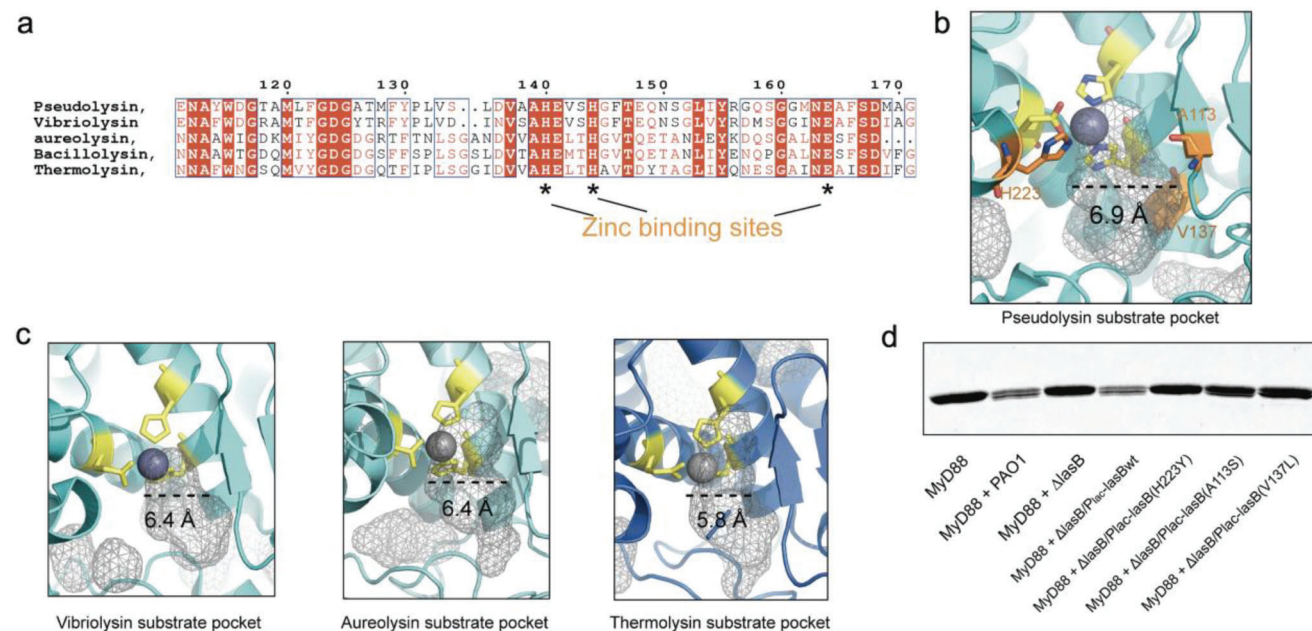 a
120 130 140 150 160 170
Pseudolysin, ENAYWDGTAMLFGDGATMFYPLVS..LDVAAHEVSHGFTEQNSGLIYRGQSGGMNEAFSDMAG
Vibriolysin ENAYWDGRAMTFGDGYTRFYPLVD..INVSAHEVSHGFTEQNSGLVYRDMSGGINEAFSDIAG
aureolysin, NNAAWIGDKMIYGDGDGRTFTNLSGANDVVAHELTHGVTQETANLEYKDQSGALNESFSD...
Bacillolysin, NNAAWTGDQMIYGDGDGSFFSPLSGSLDVTAHEMTHGVTQETANLIYENQPGALNESFSDVFG
Thermolysin, NNAFWNGSQMVYGDGDGQTFIPLSGGIDVVAHELTHAVTDYTAGLIYQNESGAINEAISDIFG
* * *
Zinc binding sites
b
A113
H223
6.9 Å
V137
Pseudolysin substrate pocket
c
6.4 Å
Vibriolysin substrate pocket
6.4 Å
Aureolysin substrate pocket
5.8 Å
Thermolysin substrate pocket
d
MyD88
MyD88 + PAO1
MyD88 + ΔlasB
MyD88 + ΔlasB/Plac-lasBwt
MyD88 + ΔlasB/Plac-lasB(H223Y)
MyD88 + ΔlasB/Plac-lasB(A113S)
MyD88 + ΔlasB/Plac-lasB(V137L)